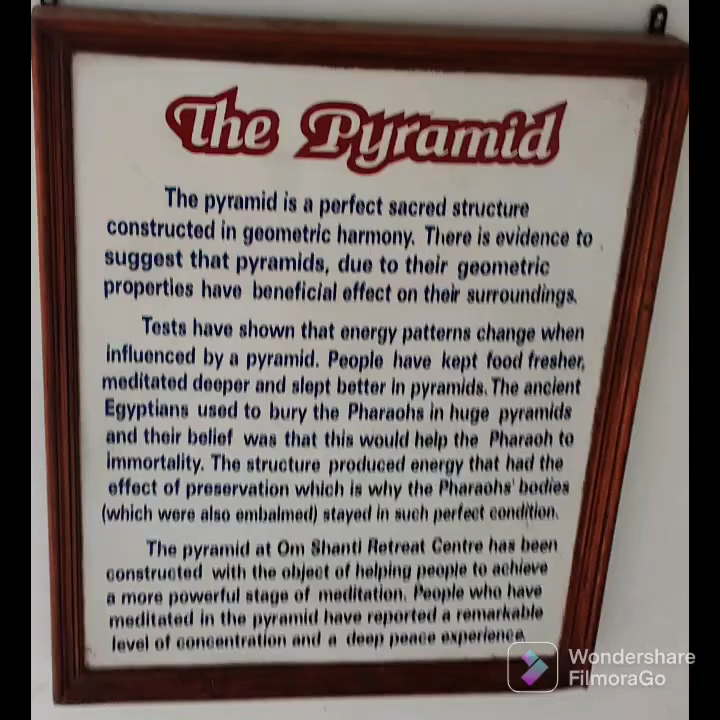 The Pyramid
The pyramid is a perfect sacred structure
constructed in geometric harmony. There is evidence to
suggest that pyramids, due to their geometric
properties have beneficial effect on their surroundings.
Tests have shown that energy patterns change when
influenced by a pyramid. People have kept food fresher,
meditated deeper and slept better in pyramids. The ancient
Egyptians used to bury the Pharaohs in huge pyramids
and their belief was that this would help the Pharaoh to
immortality. The structure produced energy that had the
effect of preservation which is why the Pharaohs' bodies
(which were also embalmed) stayed in such perfect condition.
The pyramid at Om Shanti Retreat Centre has been
constructed with the object of helping people to achieve
a more powerful stage of meditation. People who have
meditated in the pyramid have reported a remarkable
level of concentration and a deep peace experience.
Wondershare
FilmoraGo